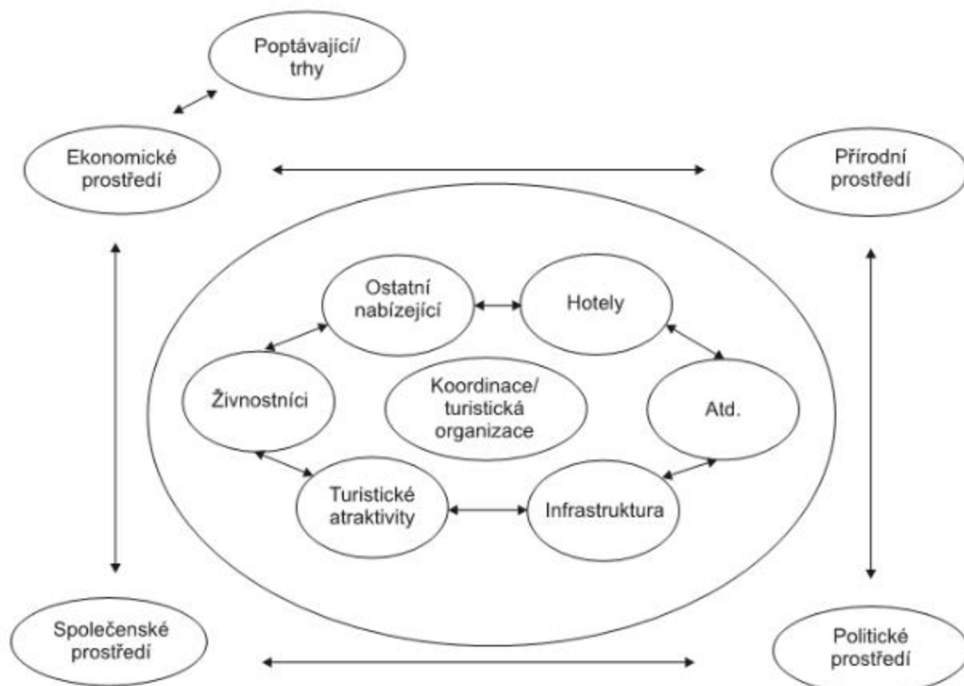 Poptávající/
trhy
Ekonomické
prostředí
Přírodní
prostředí
Ostatní
nabízející
Hotely
Živnostníci
Koordinace/
turistická
organizace
Atd.
Turistické
atraktivity
Infrastruktura
Společenské
prostředí
Politické
prostředí